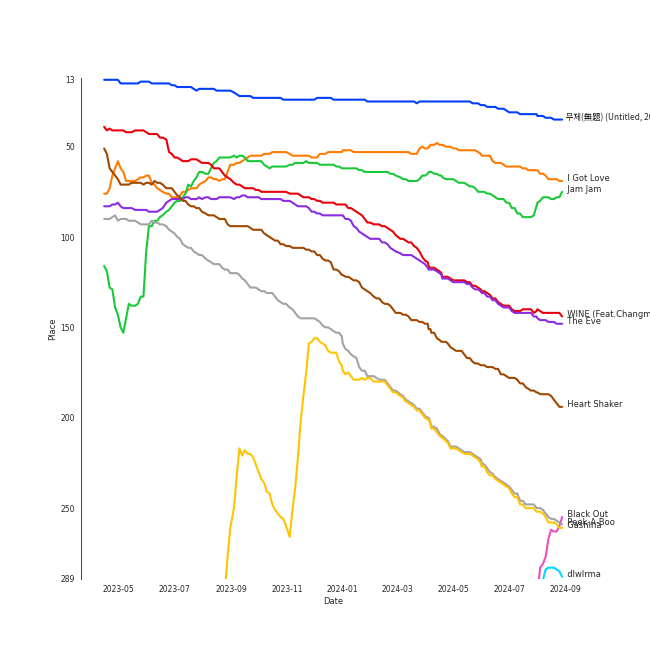 13
50
100
150
200
250
289
Place
무제(無題) (Untitled, 20
I Got Love
Jam Jam
WINE (Feat.Changm
The Eve
Heart Shaker
Black Out
Peek-A-Boo
Gashina
dlwlrma
2023-05 2023-07 2023-09 2023-11 2024-01 2024-03 2024-05 2024-07 2024-09
Date